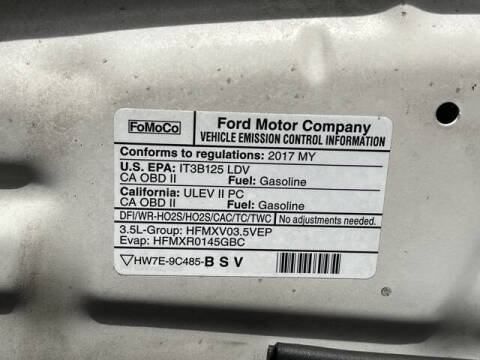 FoMoCo
Ford Motor Company
VEHICLE EMISSION CONTROL INFORMATION
Conforms to regulations: 2017 MY
U.S. EPA: IT3B125 LDV
CA OBD II Fuel: Gasoline
California: ULEV II PC
CA OBD II Fuel: Gasoline
DFI/WR-HO2S/HO2S/CAC/TC/TWC No adjustments needed.
3.5L-Group: HFMXV03.5VEP
Evap: HFMXR0145GBC
HW7E-9C485-B S V